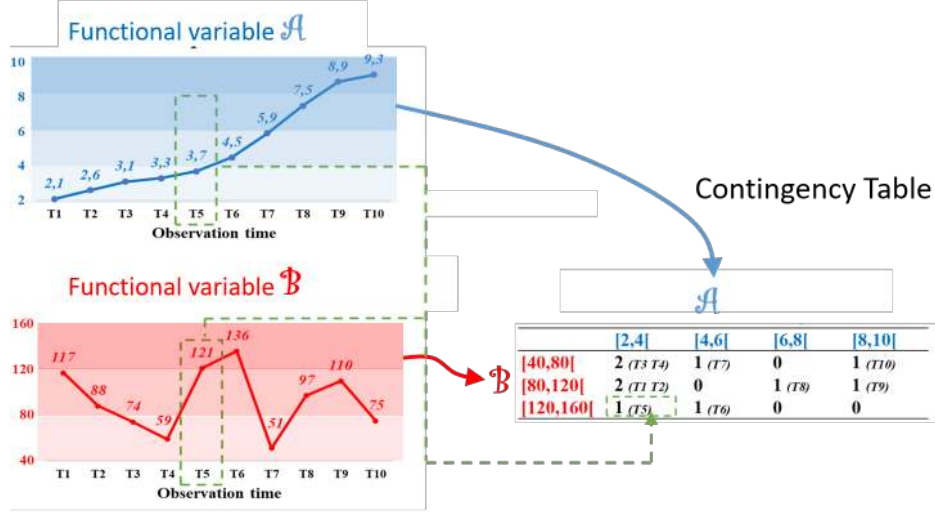 Functional variable 𝒜
10
8
6
4
2
2,1 2,6 3,1 3,3 3,7 4,5 5,9 7,5 8,9 9,3
T1 T2 T3 T4 T5 T6 T7 T8 T9 T10
Observation time
Functional variable ℬ
160
120
80
40
117 88 74 59 121 136 51 97 110 75
T1 T2 T3 T4 T5 T6 T7 T8 T9 T10
Observation time
Contingency Table
𝒜
ℬ
[2,4[ [4,6[ [6,8[ [8,10[
[40,80[ 2 (T3 T4) 1 (T7) 0 1 (T10)
[80,120[ 2 (T1 T2) 0 1 (T8) 1 (T9)
[120,160[ 1 (T5) 1 (T6) 0 0